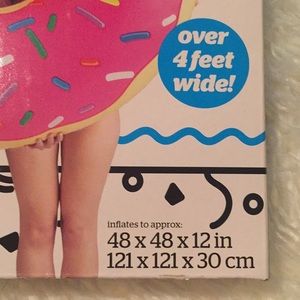 over
4 feet
wide!
inflates to approx:
48 x 48 x 12 in
121 x 121 x 30 cm